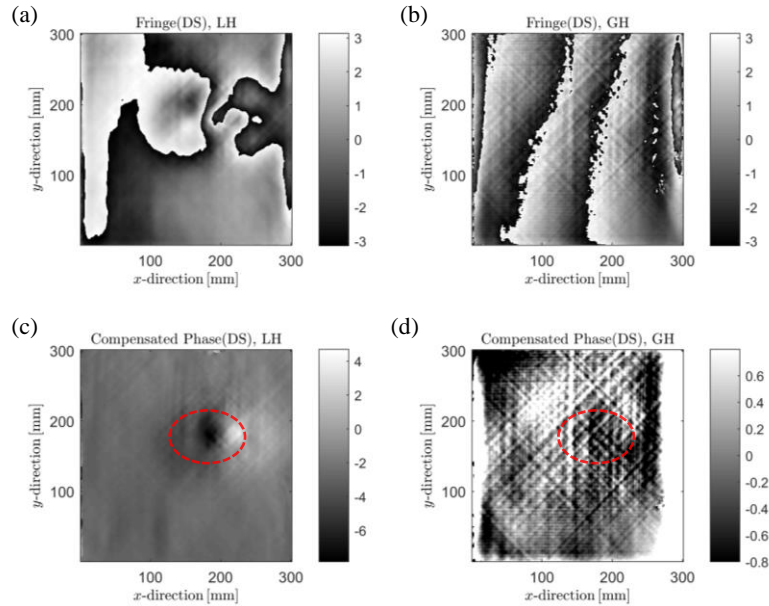 (a)
Fringe(DS), LH
300
200
100
y-direction [mm]
100 200 300
x-direction [mm]
3
2
1
0
-1
-2
-3
(b)
Fringe(DS), GH
300
200
100
y-direction [mm]
100 200 300
x-direction [mm]
3
2
1
0
-1
-2
-3
(c)
Compensated Phase(DS), LH
300
200
100
y-direction [mm]
100 200 300
x-direction [mm]
4
2
0
-2
-4
-6
(d)
Compensated Phase(DS), GH
300
200
100
y-direction [mm]
100 200 300
x-direction [mm]
0.6
0.4
0.2
0
-0.2
-0.4
-0.6
-0.8